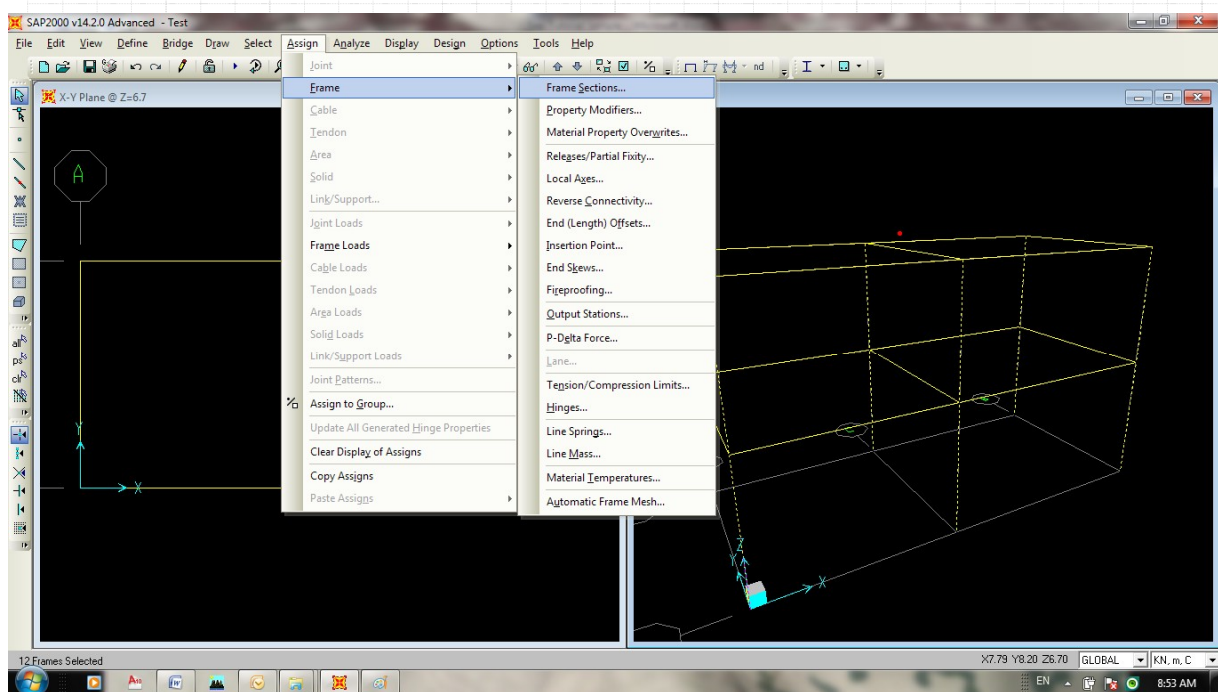 SAP2000 v14.2.0 Advanced - Test
File Edit View Define Bridge Draw Select Assign Analyze Display Design Options Tools Help
nd
X-Y Plane @ Z=6.7
Joint
Frame
Cable
Tendon
Area
Solid
Link/Support...
Joint Loads
Frame Loads
Cable Loads
Tendon Loads
Area Loads
Solid Loads
Link/Support Loads
Joint Patterns...
Assign to Group...
Update All Generated Hinge Properties
Clear Display of Assigns
Copy Assigns
Paste Assigns
Frame Sections...
Property Modifiers...
Material Property Overwrites...
Releases/Partial Fixity...
Local Axes...
Reverse Connectivity...
End (Length) Offsets...
Insertion Point...
End Skews...
Fireproofing...
Output Stations...
P-Delta Force...
Lane...
Tension/Compression Limits...
Hinges...
Line Springs...
Line Mass...
Material Temperatures...
Automatic Frame Mesh...
A
Y
X
all
ps
clr
Z
Y
X
12 Frames Selected
X7.79 Y8.20 Z6.70
GLOBAL
KN, m, C
EN
8:53 AM